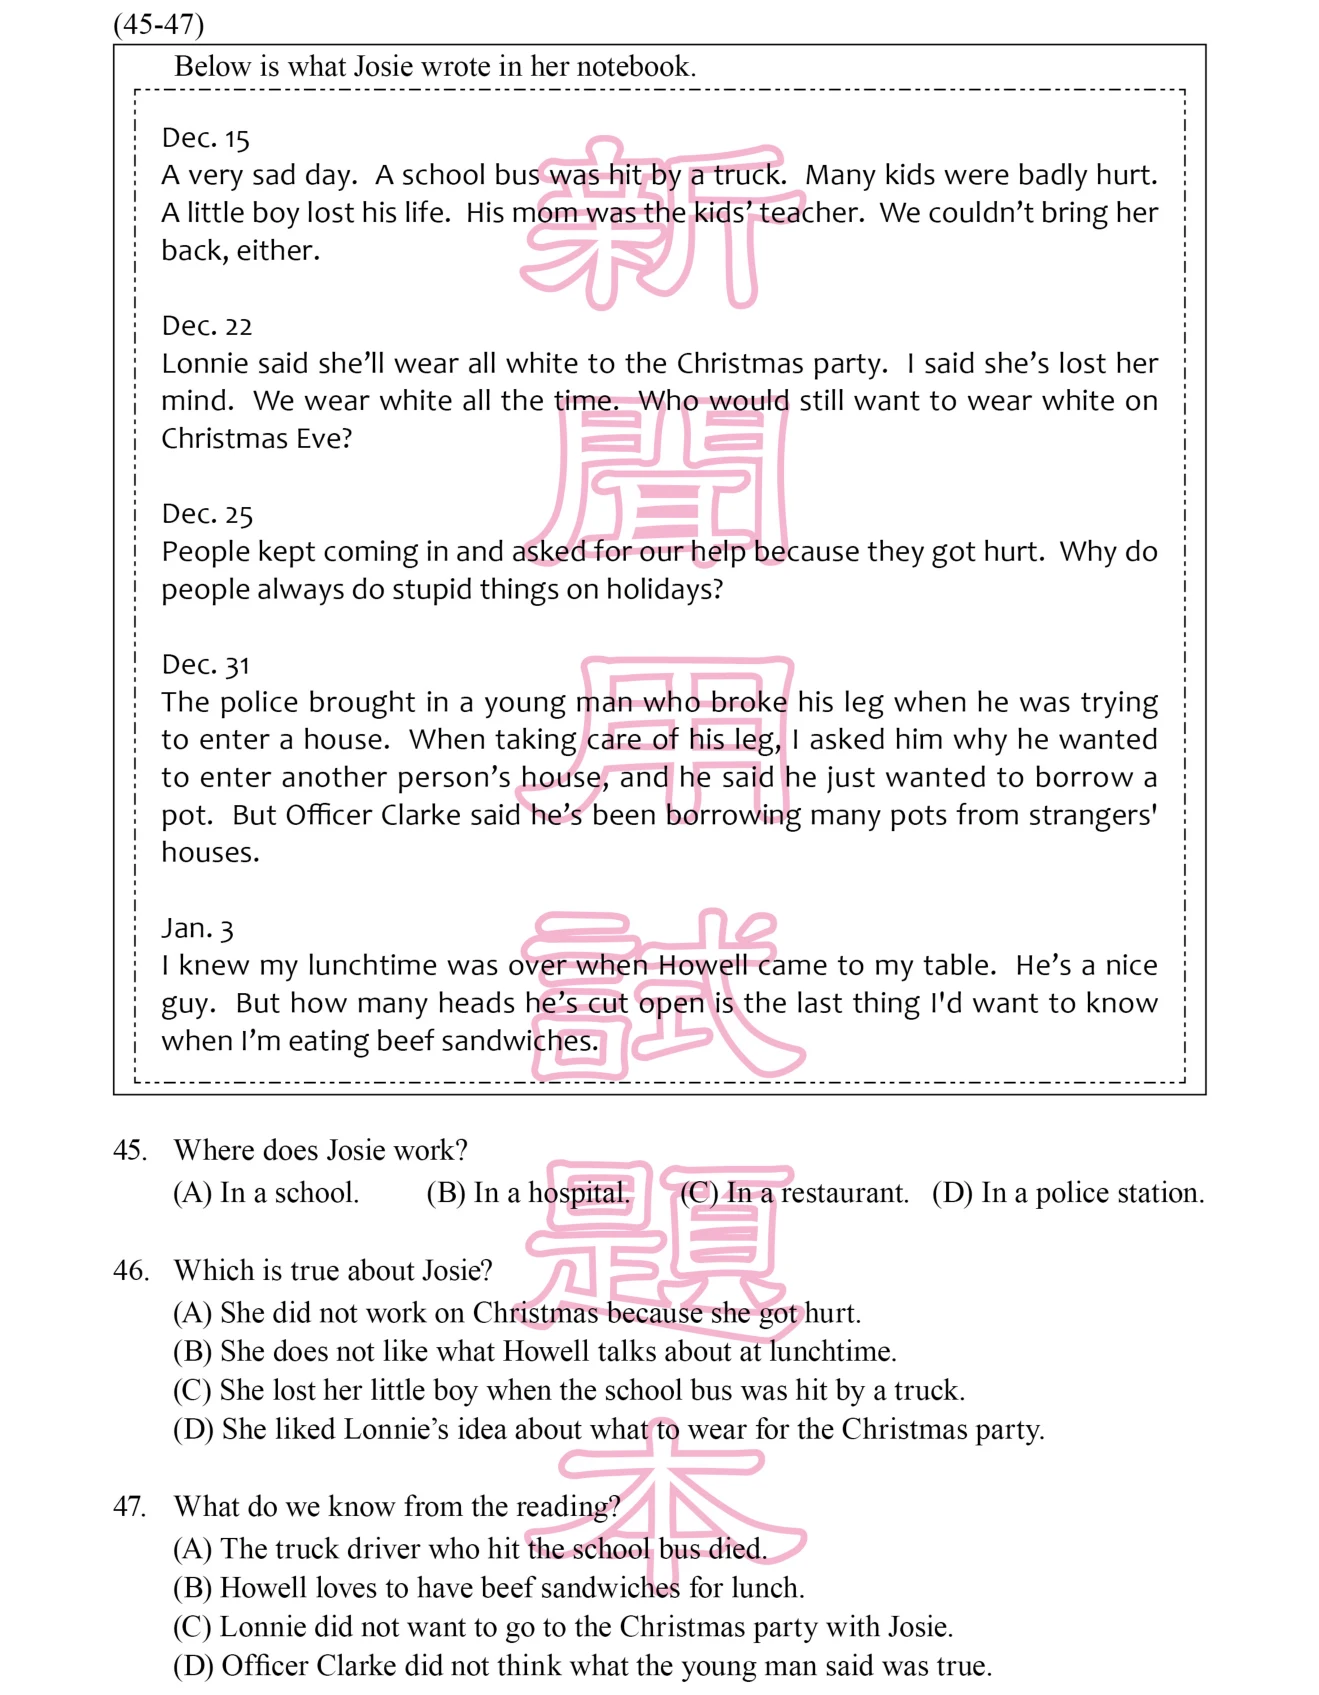 (45-47)
Below is what Josie wrote in her notebook.
Dec. 15
A very sad day. A school bus was hit by a truck. Many kids were badly hurt.
A little boy lost his life. His mom was the kids’ teacher. We couldn’t bring her
back, either.
Dec. 22
Lonnie said she’ll wear all white to the Christmas party. I said she’s lost her
mind. We wear white all the time. Who would still want to wear white on
Christmas Eve?
Dec. 25
People kept coming in and asked for our help because they got hurt. Why do
people always do stupid things on holidays?
Dec. 31
The police brought in a young man who broke his leg when he was trying
to enter a house. When taking care of his leg, I asked him why he wanted
to enter another person’s house, and he said he just wanted to borrow a
pot. But Officer Clarke said he’s been borrowing many pots from strangers'
houses.
Jan. 3
I knew my lunchtime was over when Howell came to my table. He’s a nice
guy. But how many heads he’s cut open is the last thing I'd want to know
when I’m eating beef sandwiches.
45. Where does Josie work?
(A) In a school. (B) In a hospital. (C) In a restaurant. (D) In a police station.
46. Which is true about Josie?
(A) She did not work on Christmas because she got hurt.
(B) She does not like what Howell talks about at lunchtime.
(C) She lost her little boy when the school bus was hit by a truck.
(D) She liked Lonnie’s idea about what to wear for the Christmas party.
47. What do we know from the reading?
(A) The truck driver who hit the school bus died.
(B) Howell loves to have beef sandwiches for lunch.
(C) Lonnie did not want to go to the Christmas party with Josie.
(D) Officer Clarke did not think what the young man said was true.
新聞用試題本